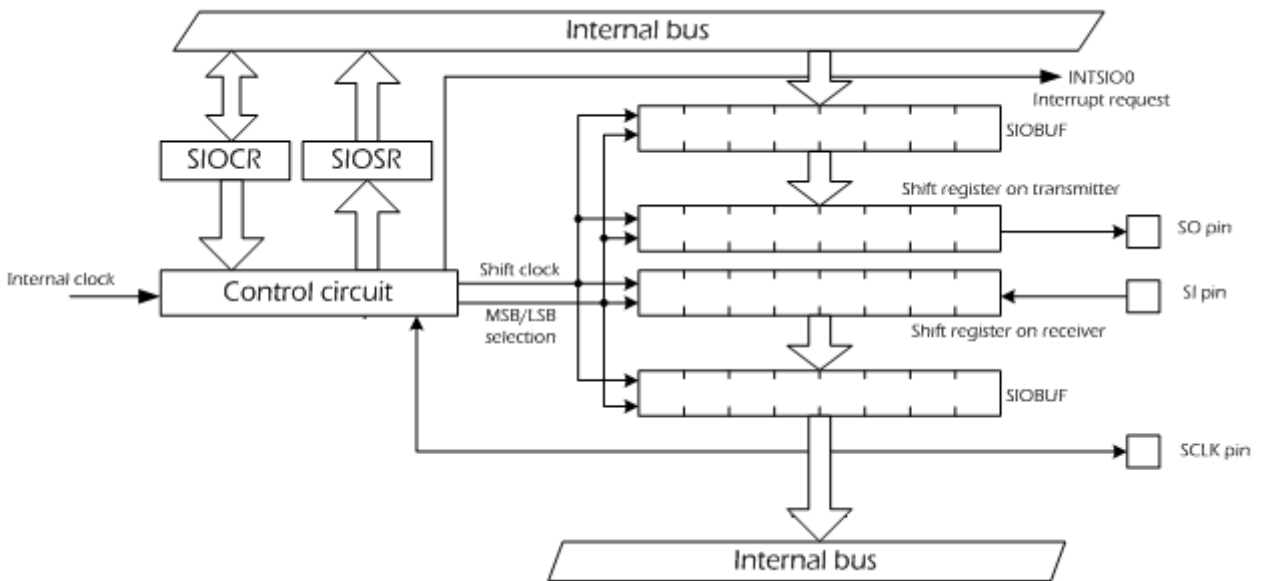 Internal bus
INTSIO0
Interrupt request
SIOBUF
SIOCR
SIOSR
Shift register on transmitter
SO pin
Internal clock
Control circuit
Shift clock
MSB/LSB
selection
SI pin
Shift register on receiver
SIOBUF
SCLK pin
Internal bus